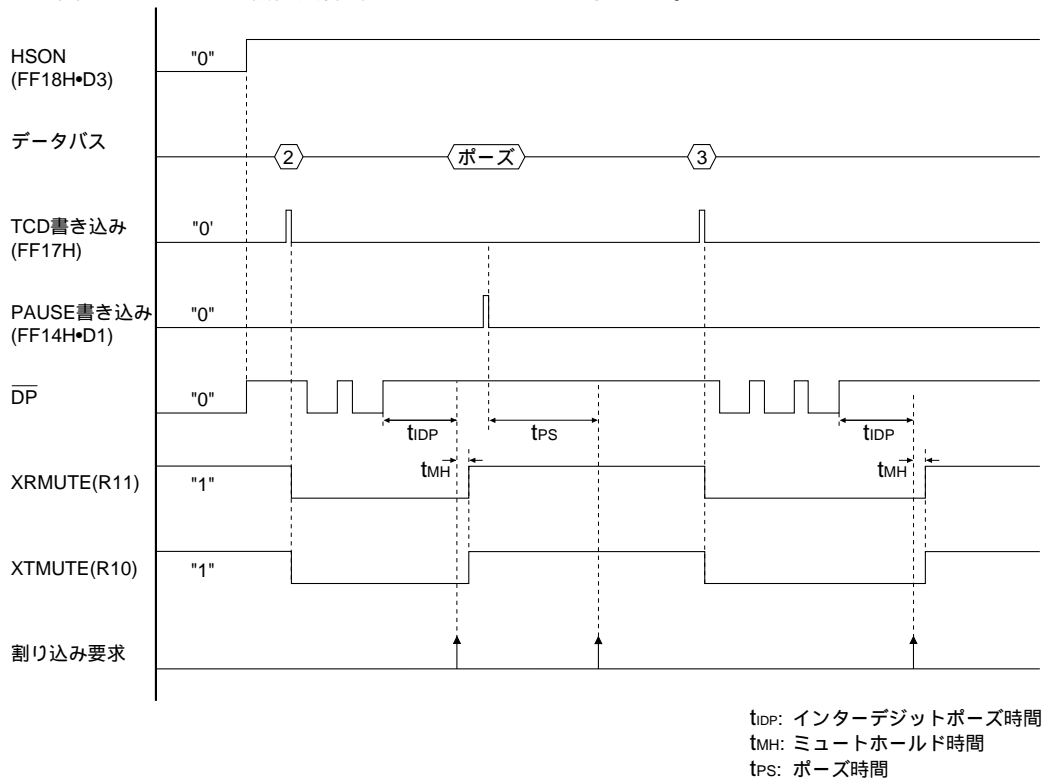 HSON
(FF18H•D3)
"0"
データバス
2
ポーズ
3
TCD書き込み
(FF17H)
"0'
PAUSE書き込み
(FF14H•D1)
"0"
DP
"0"
tIDP
tPS
tIDP
tMH
tMH
XRMUTE(R11)
"1"
XTMUTE(R10)
"1"
割り込み要求
tIDP: インターデジットポーズ時間
tMH: ミュートホールド時間
tPS: ポーズ時間